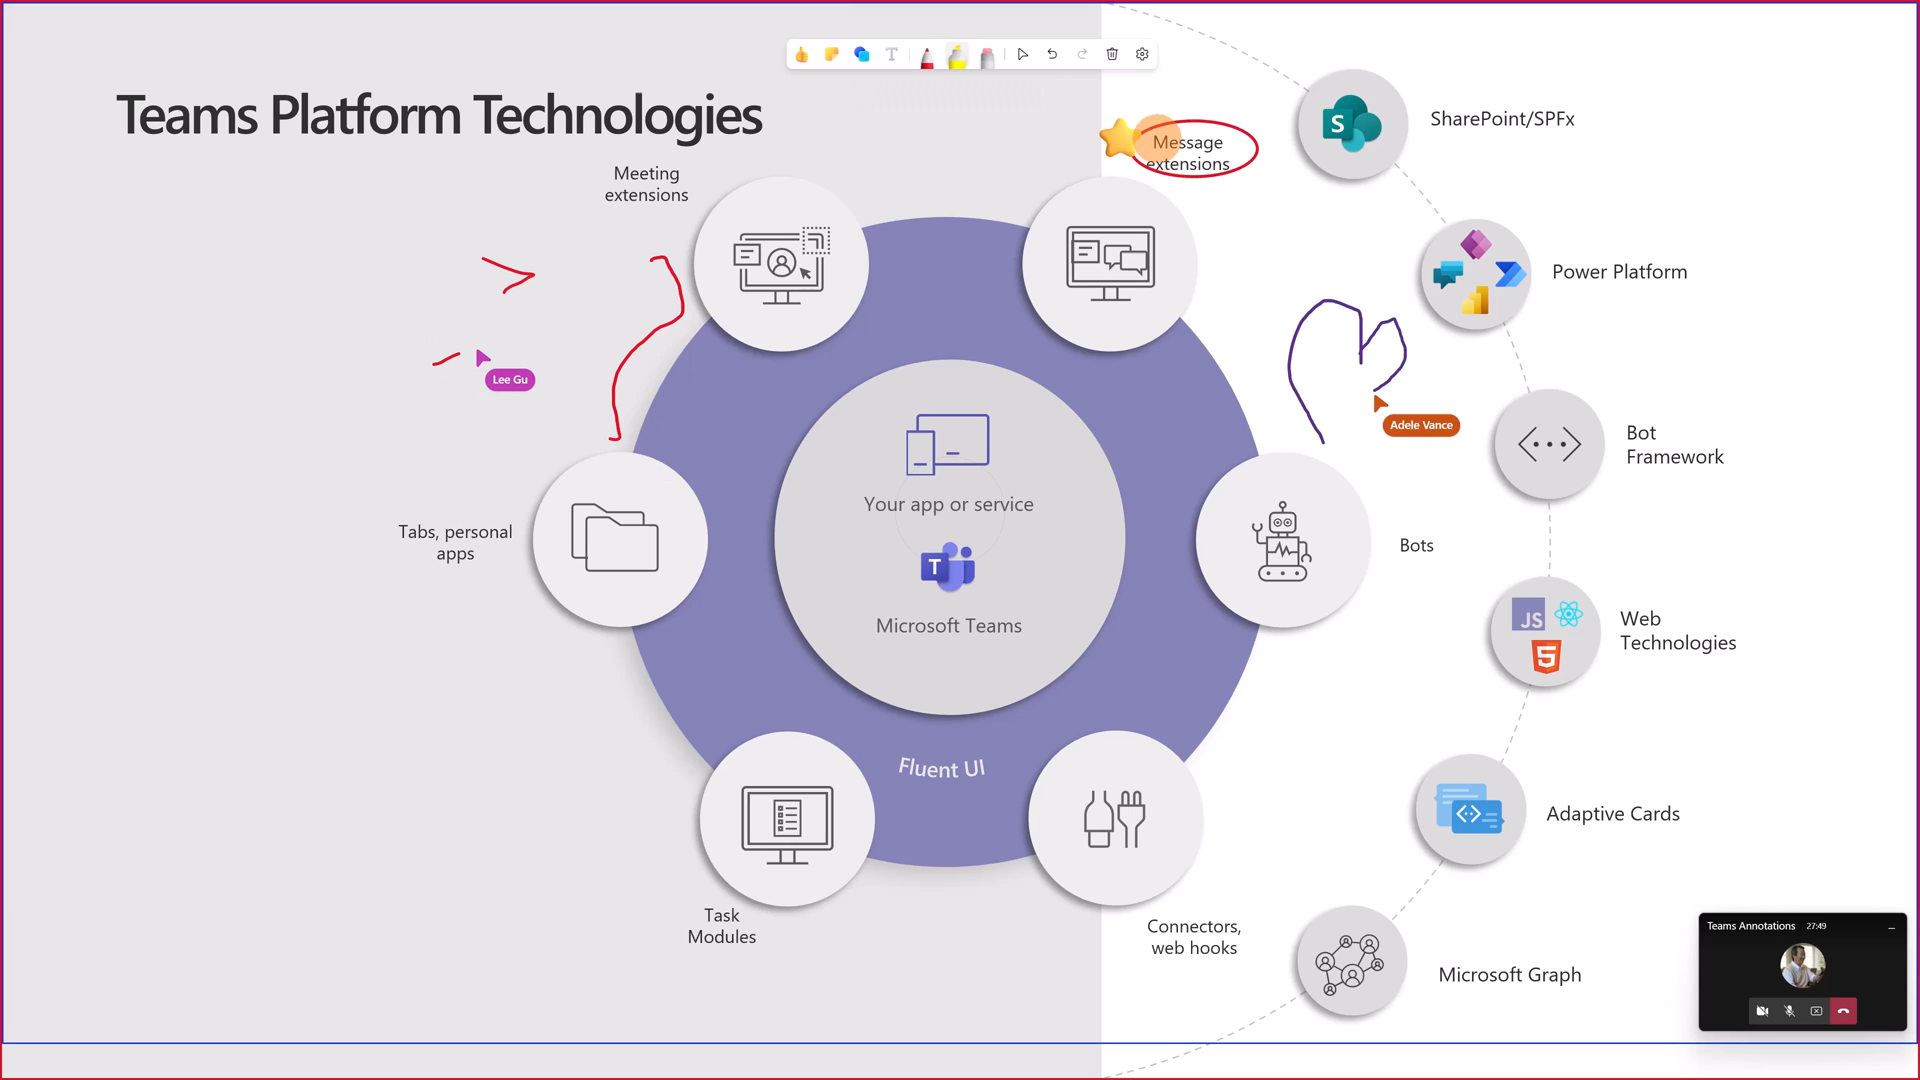 Teams Platform Technologies
T
Meeting
extensions
Message
extensions
S
SharePoint/SPFx
Power Platform
Lee Gu
Adele Vance
Bot
Framework
Your app or service
Tabs, personal
apps
T
Microsoft Teams
Bots
JS
5
Web
Technologies
Fluent UI
Adaptive Cards
Task
Modules
Connectors,
web hooks
Microsoft Graph
Teams Annotations 27:49